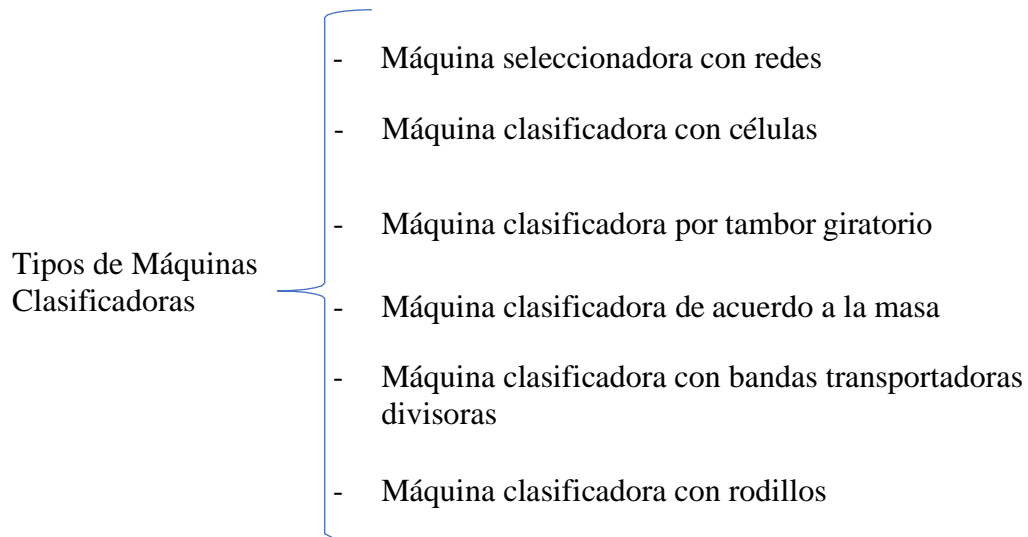 - Máquina seleccionadora con redes
- Máquina clasificadora con células
- Máquina clasificadora por tambor giratorio
Tipos de Máquinas
Clasificadoras
- Máquina clasificadora de acuerdo a la masa
- Máquina clasificadora con bandas transportadoras
divisoras
- Máquina clasificadora con rodillos